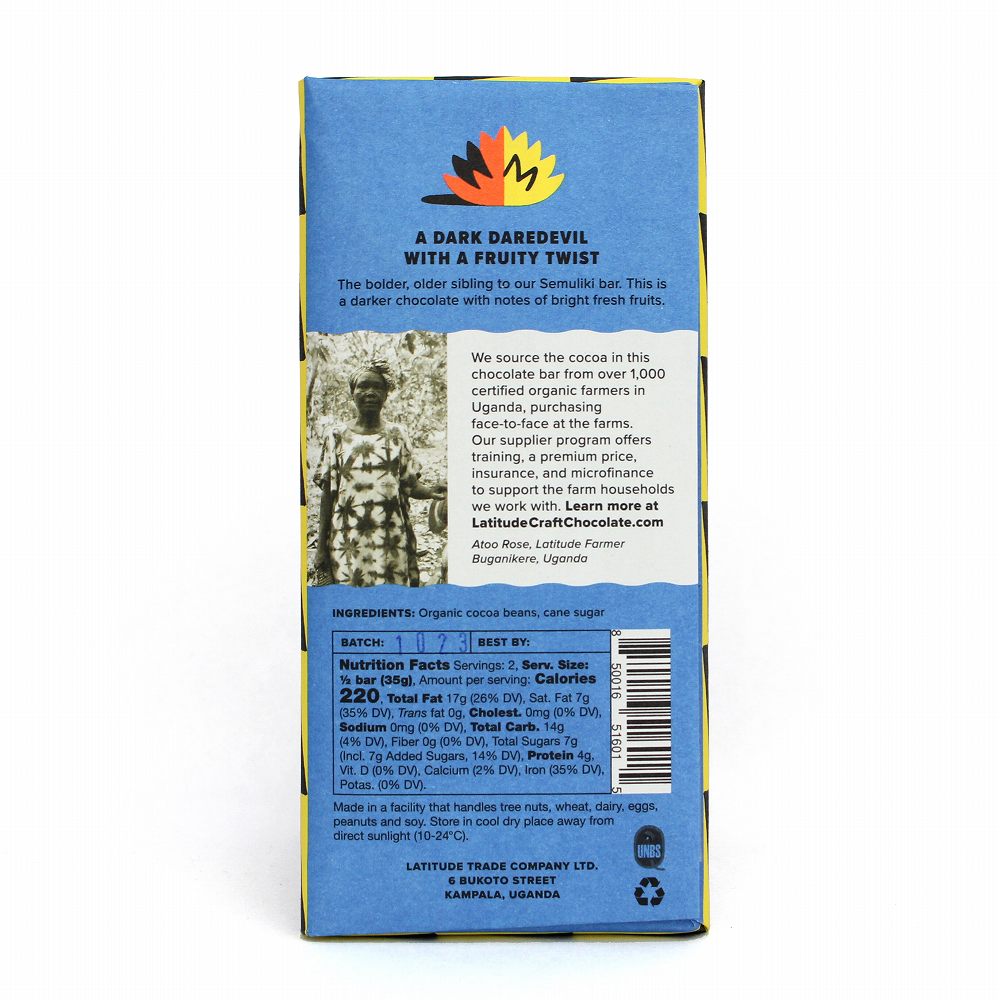 A DARK DAREDEVIL
WITH A FRUITY TWIST
The bolder, older sibling to our Semuliki bar. This is
a darker chocolate with notes of bright fresh fruits.
We source the cocoa in this
chocolate bar from over 1,000
certified organic farmers in
Uganda, purchasing
face-to-face at the farms.
Our supplier program offers
training, a premium price,
insurance, and microfinance
to support the farm households
we work with. Learn more at
LatitudeCraftChocolate.com
Atoo Rose, Latitude Farmer
Buganikere, Uganda
INGREDIENTS: Organic cocoa beans, cane sugar
BATCH: 1023 BEST BY:
Nutrition Facts Servings: 2, Serv. Size:
½ bar (35g), Amount per serving: Calories
220, Total Fat 17g (26% DV), Sat. Fat 7g
(35% DV), Trans fat 0g, Cholest. 0mg (0% DV),
Sodium 0mg (0% DV), Total Carb. 14g
(4% DV), Fiber 0g (0% DV), Total Sugars 7g
(Incl. 7g Added Sugars, 14% DV), Protein 4g,
Vit. D (0% DV), Calcium (2% DV), Iron (35% DV),
Potas. (0% DV).
8 50016 51601 5
Made in a facility that handles tree nuts, wheat, dairy, eggs,
peanuts and soy. Store in cool dry place away from
direct sunlight (10-24°C).
UNBS
LATITUDE TRADE COMPANY LTD.
6 BUKOTO STREET
KAMPALA, UGANDA